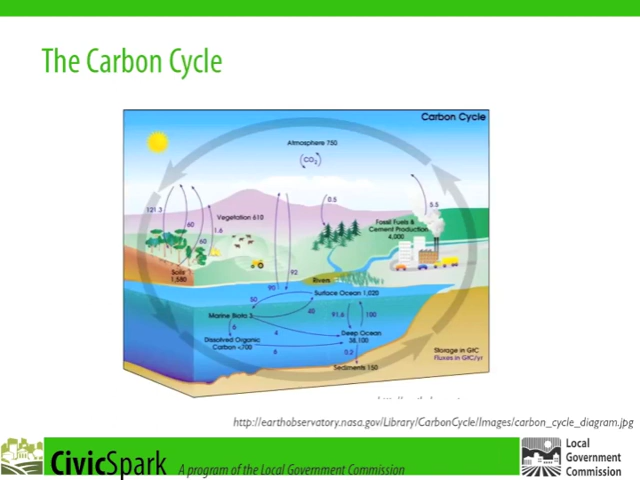 The Carbon Cycle
Carbon Cycle
Atmosphere 750
CO2
121.3
60
60
1.6
Vegetation 610
0.5
5.5
Fossil Fuels &
Cement Production
4,000
Soils
1,580
92
90
Rivers
Surface Ocean 1,020
50
Marine Biota 3
40
91.6
100
6
4
Deep Ocean
38,100
Dissolved Organic
Carbon <700
6
0.2
Sediments 150
Storage in GtC
Fluxes in GtC/yr
http://earthobservatory.nasa.gov/Library/CarbonCycle/Images/carbon_cycle_diagram.jpg
CivicSpark A program of the Local Government Commission
Local
Government
Commission